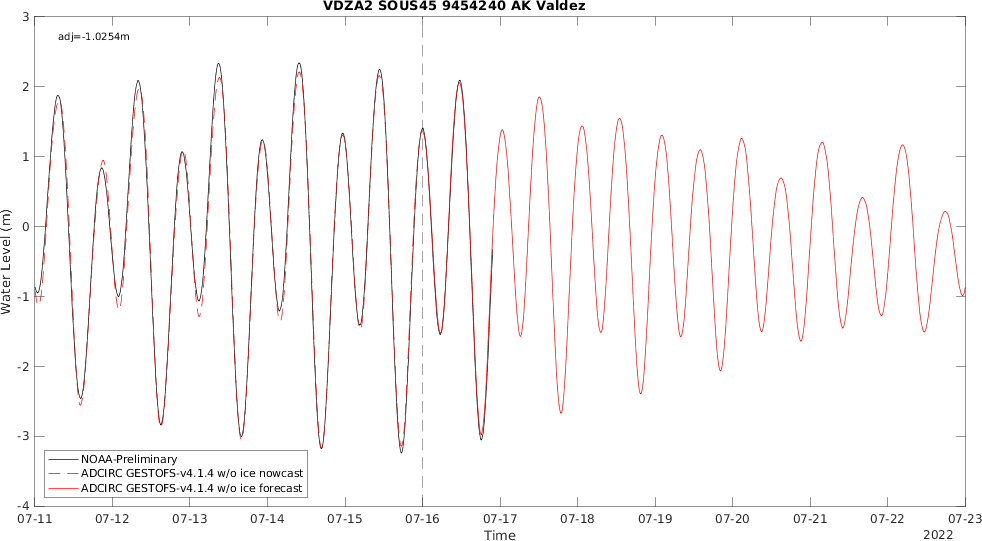 VDZA2 SOUS45 9454240 AK Valdez
adj=-1.0254m
3
2
1
0
-1
-2
-3
-4
Water Level (m)
NOAA-Preliminary
ADCIRC GESTOFS-v4.1.4 w/o ice nowcast
ADCIRC GESTOFS-v4.1.4 w/o ice forecast
07-11 07-12 07-13 07-14 07-15 07-16 07-17 07-18 07-19 07-20 07-21 07-22 07-23
Time
2022